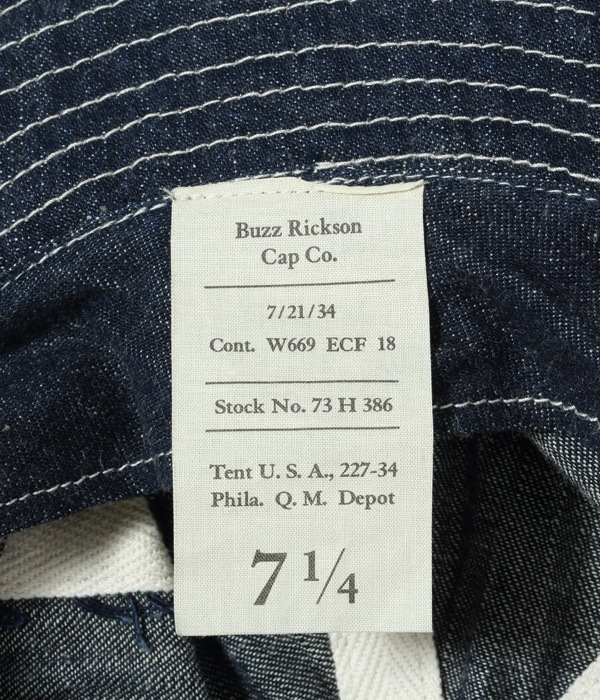 Buzz Rickson
Cap Co.
7/21/34
Cont. W669 ECF 18
Stock No. 73 H 386
Tent U. S. A., 227-34
Phila. Q. M. Depot
7 1/4